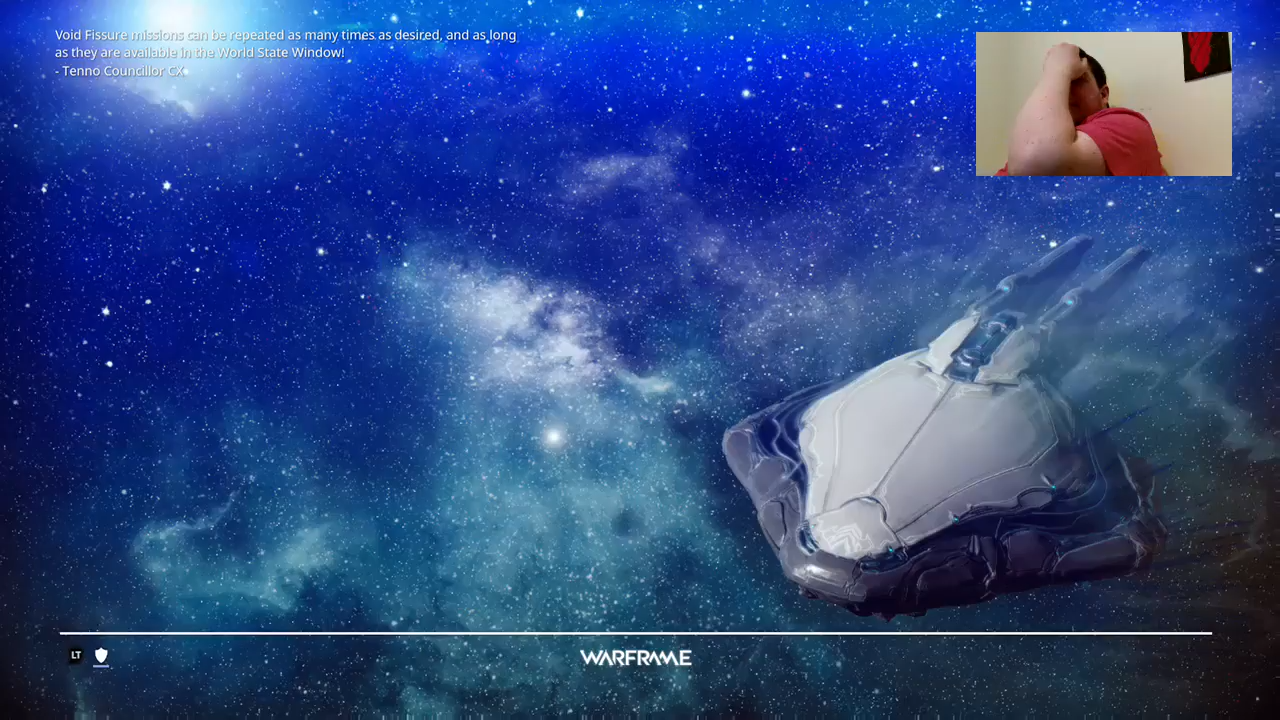 Void Fissure missions can be repeated as many times as desired, and as long
as they are available in the World State Window!
- Tenno Councillor CX
LT
WARFRAME